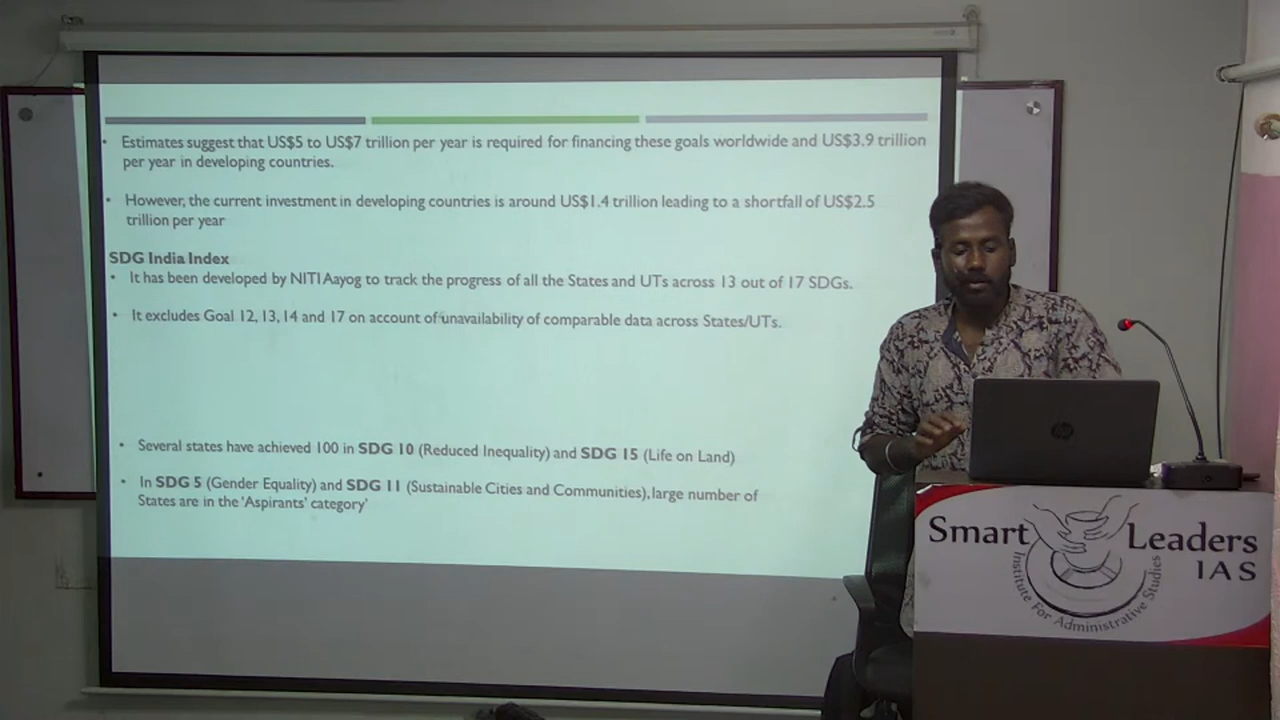 • Estimates suggest that US$5 to US$7 trillion per year is required for financing these goals worldwide and US$3.9 trillion
per year in developing countries.
• However, the current investment in developing countries is around US$1.4 trillion leading to a shortfall of US$2.5
trillion per year
SDG India Index
• It has been developed by NITI Aayog to track the progress of all the States and UTs across 13 out of 17 SDGs.
• It excludes Goal 12, 13, 14 and 17 on account of unavailability of comparable data across States/UTs.
• Several states have achieved 100 in SDG 10 (Reduced Inequality) and SDG 15 (Life on Land)
• In SDG 5 (Gender Equality) and SDG 11 (Sustainable Cities and Communities), large number of
States are in the 'Aspirants' category'
hp
Smart Leaders
IAS
Institute For Administrative Studies